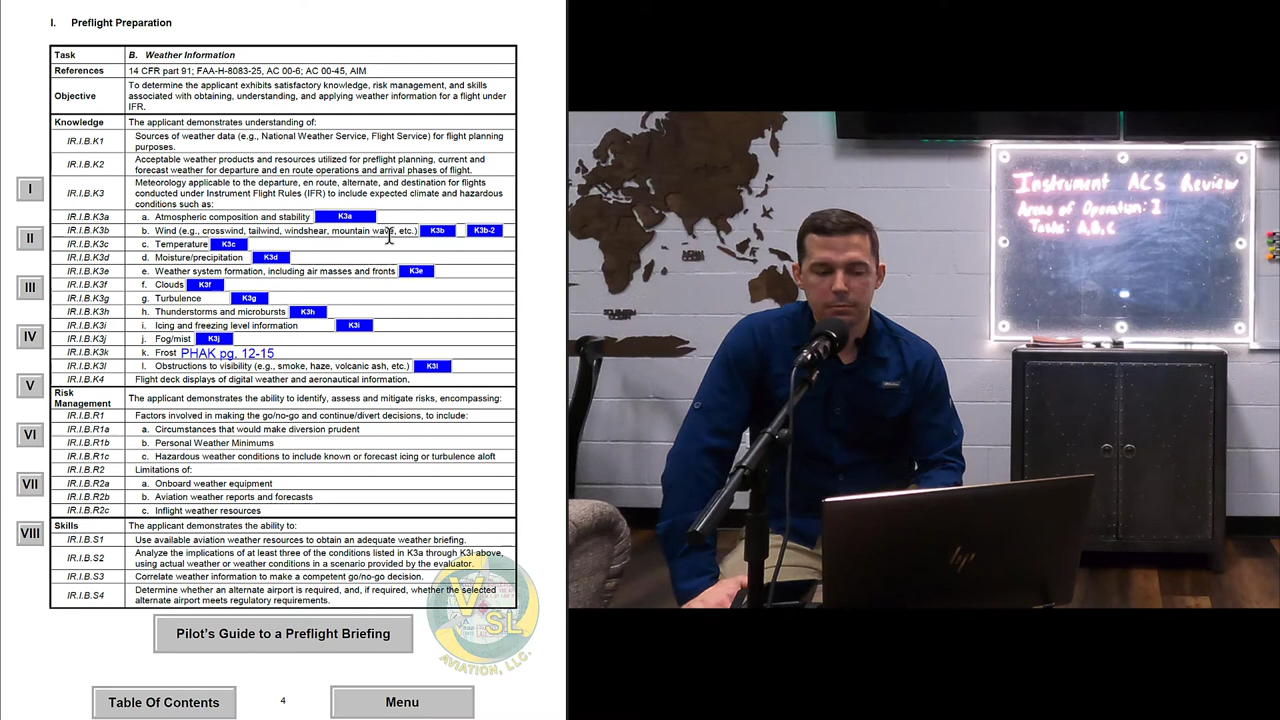 I. Preflight Preparation
Task B. Weather Information
References 14 CFR part 91; FAA-H-8083-25, AC 00-6; AC 00-45, AIM
Objective To determine the applicant exhibits satisfactory knowledge, risk management, and skills
associated with obtaining, understanding, and applying weather information for a flight under
IFR.
Knowledge The applicant demonstrates understanding of:
IR.I.B.K1 Sources of weather data (e.g., National Weather Service, Flight Service) for flight planning
purposes.
IR.I.B.K2 Acceptable weather products and resources utilized for preflight planning, current and
forecast weather for departure and en route operations and arrival phases of flight.
I
IR.I.B.K3 Meteorology applicable to the departure, en route, alternate, and destination for flights
conducted under Instrument Flight Rules (IFR) to include expected climate and hazardous
conditions such as:
IR.I.B.K3a a. Atmospheric composition and stability K3a
II
IR.I.B.K3b b. Wind (e.g., crosswind, tailwind, windshear, mountain wave, etc.) K3b K3b-2
IR.I.B.K3c c. Temperature K3c
IR.I.B.K3d d. Moisture/precipitation K3d
IR.I.B.K3e e. Weather system formation, including air masses and fronts K3e
III
IR.I.B.K3f f. Clouds K3f
IR.I.B.K3g g. Turbulence K3g
IR.I.B.K3h h. Thunderstorms and microbursts K3h
IR.I.B.K3i i. Icing and freezing level information K3i
IV
IR.I.B.K3j j. Fog/mist K3j
IR.I.B.K3k k. Frost PHAK pg. 12-15
IR.I.B.K3l l. Obstructions to visibility (e.g., smoke, haze, volcanic ash, etc.) K3l
IR.I.B.K4 Flight deck displays of digital weather and aeronautical information.
V
Risk
Management The applicant demonstrates the ability to identify, assess and mitigate risks, encompassing:
IR.I.B.R1 Factors involved in making the go/no-go and continue/divert decisions, to include:
IR.I.B.R1a a. Circumstances that would make diversion prudent
VI
IR.I.B.R1b b. Personal Weather Minimums
IR.I.B.R1c c. Hazardous weather conditions to include known or forecast icing or turbulence aloft
IR.I.B.R2 Limitations of:
VII
IR.I.B.R2a a. Onboard weather equipment
IR.I.B.R2b b. Aviation weather reports and forecasts
IR.I.B.R2c c. Inflight weather resources
VIII
Skills The applicant demonstrates the ability to:
IR.I.B.S1 Use available aviation weather resources to obtain an adequate weather briefing.
IR.I.B.S2 Analyze the implications of at least three of the conditions listed in K3a through K3l above,
using actual weather or weather conditions in a scenario provided by the evaluator.
IR.I.B.S3 Correlate weather information to make a competent go/no-go decision.
IR.I.B.S4 Determine whether an alternate airport is required, and, if required, whether the selected
alternate airport meets regulatory requirements.
VSL
AVIATION, LLC.
Pilot's Guide to a Preflight Briefing
Table Of Contents
4
Menu
Instrument ACS Review
Areas of Operation: I
Tasks: A,B,C
hp